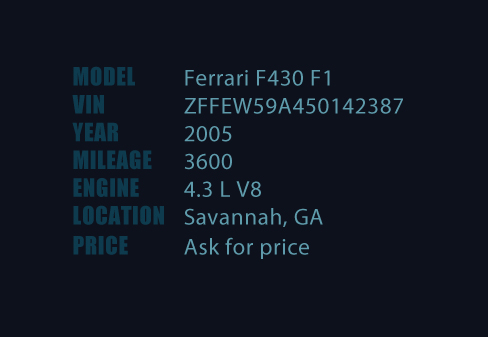 MODEL Ferrari F430 F1
VIN ZFFEW59A450142387
YEAR 2005
MILEAGE 3600
ENGINE 4.3 L V8
LOCATION Savannah, GA
PRICE Ask for price